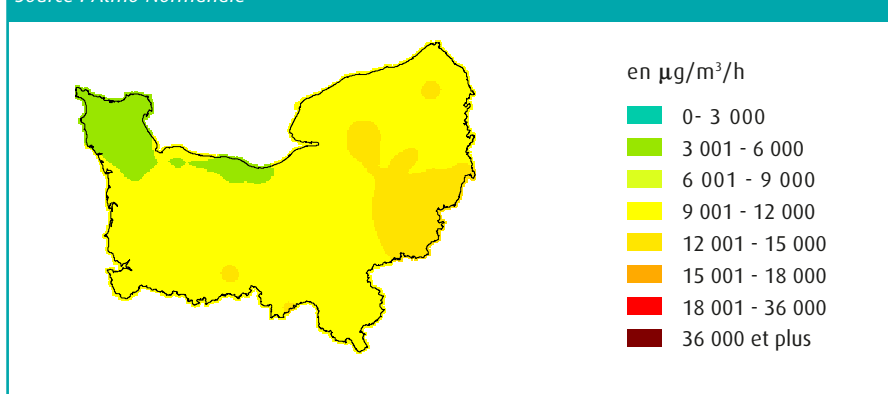 en µg/m³/h
0- 3 000
3 001 - 6 000
6 001 - 9 000
9 001 - 12 000
12 001 - 15 000
15 001 - 18 000
18 001 - 36 000
36 000 et plus